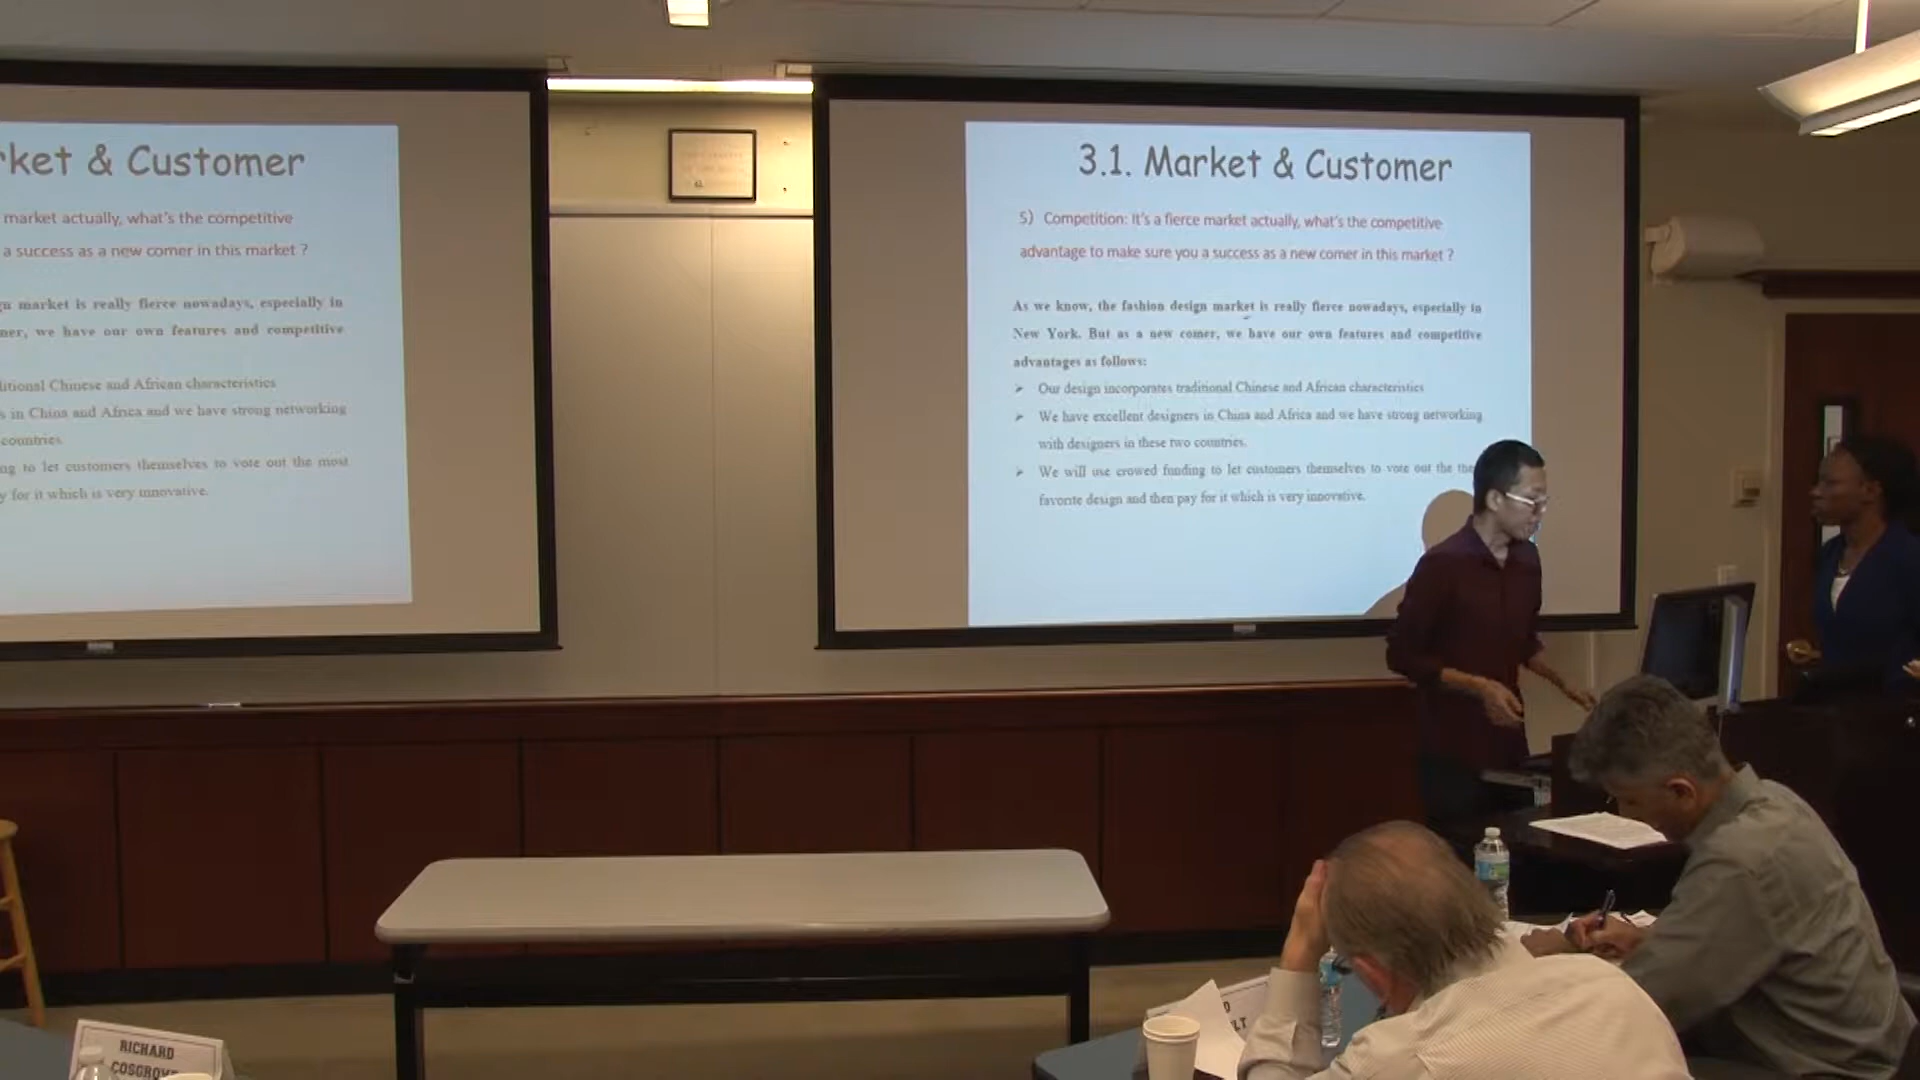 rket & Customer
market actually, what's the competitive
a success as a new comer in this market ?
n market is really fierce nowadays, especially in
ner, we have our own features and competitive
litional Chinese and African characteristics
s in China and Africa and we have strong networking
countries.
ng to let customers themselves to vote out the most
y for it which is very innovative.
3.1. Market & Customer
5) Competition: It's a fierce market actually, what's the competitive
advantage to make sure you a success as a new comer in this market ?
As we know, the fashion design market is really fierce nowadays, especially in
New York. But as a new comer, we have our own features and competitive
advantages as follows:
➢ Our design incorporates traditional Chinese and African characteristics
➢ We have excellent designers in China and Africa and we have strong networking
with designers in these two countries.
➢ We will use crowed funding to let customers themselves to vote out the the
favorite design and then pay for it which is very innovative.
RICHARD
COSGROVE
D
LT